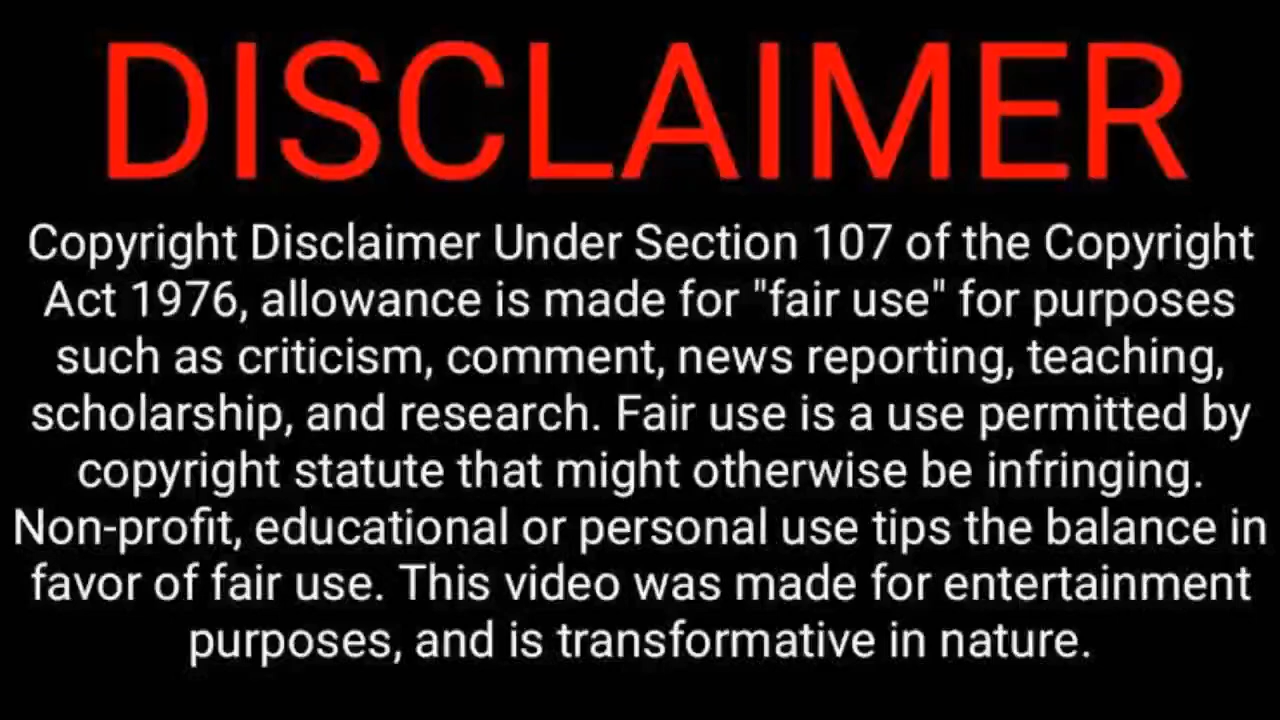 DISCLAIMER
Copyright Disclaimer Under Section 107 of the Copyright
Act 1976, allowance is made for "fair use" for purposes
such as criticism, comment, news reporting, teaching,
scholarship, and research. Fair use is a use permitted by
copyright statute that might otherwise be infringing.
Non-profit, educational or personal use tips the balance in
favor of fair use. This video was made for entertainment
purposes, and is transformative in nature.